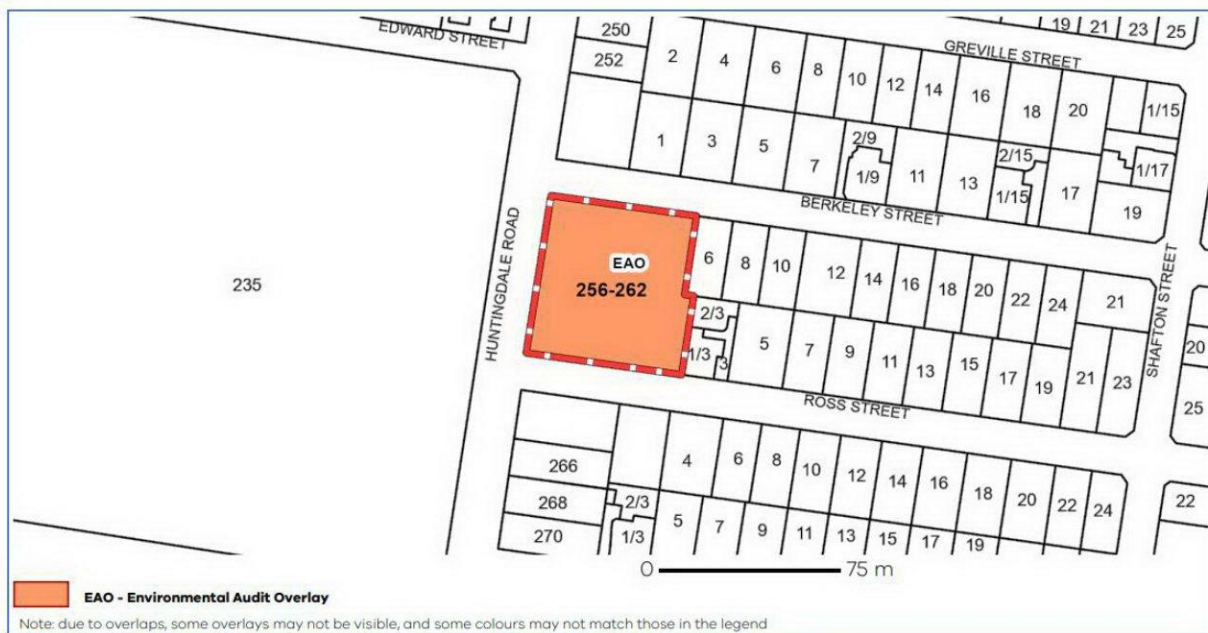 19 21 23 25
EDWARD STREET
250
GREVILLE STREET
252 2 4 6 8 10 12 14 16 18 20 1/15
1 3 5 7 2/9 1/9 11 13 2/15 1/15 17 1/17 19
BERKELEY STREET
HUNTINGDALE ROAD
235
EAO
256-262
6 8 10 12 14 16 18 20 22 24 21
SHAFTON STREET
20
2/3 1/3 3 5 7 9 11 13 15 17 19 21 23
25
ROSS STREET
266 4 6 8 10 12 14 16 18 20 22 24 22
268
270 2/3 1/3 5 7 9 11 13 15 17 19
0 75 m
EAO - Environmental Audit Overlay
Note: due to overlaps, some overlays may not be visible, and some colours may not match those in the legend